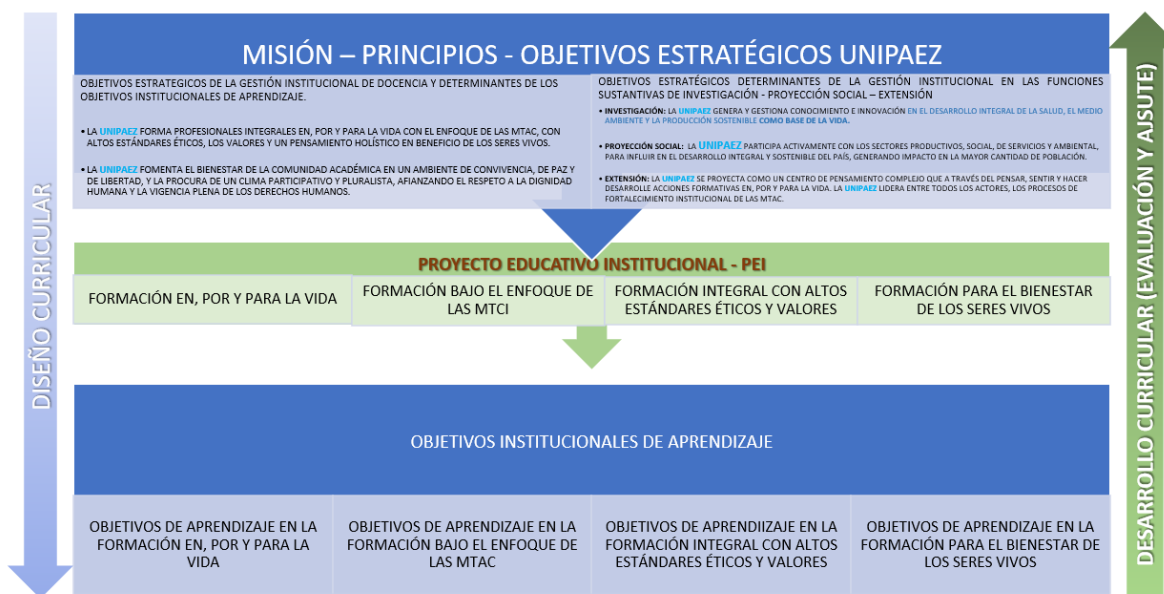 MISIÓN – PRINCIPIOS - OBJETIVOS ESTRATÉGICOS UNIPAEZ
OBJETIVOS ESTRATEGICOS DE LA GESTIÓN INSTITUCIONAL DE DOCENCIA Y DETERMINANTES DE LOS
OBJETIVOS INSTITUCIONALES DE APRENDIZAJE.
• LA UNIPAEZ FORMA PROFESIONALES INTEGRALES EN, POR Y PARA LA VIDA CON EL ENFOQUE DE LAS MTAC, CON
ALTOS ESTÁNDARES ÉTICOS, LOS VALORES Y UN PENSAMIENTO HOLÍSTICO EN BENEFICIO DE LOS SERES VIVOS.
• LA UNIPAEZ FOMENTA EL BIENESTAR DE LA COMUNIDAD ACADÉMICA EN UN AMBIENTE DE CONVIVENCIA, DE PAZ Y
DE LIBERTAD, Y LA PROCURA DE UN CLIMA PARTICIPATIVO Y PLURALISTA, AFIANZANDO EL RESPETO A LA DIGNIDAD
HUMANA Y LA VIGENCIA PLENA DE LOS DERECHOS HUMANOS.
OBJETIVOS ESTRATÉGICOS DETERMINANTES DE LA GESTIÓN INSTITUCIONAL EN LAS FUNCIONES
SUSTANTIVAS DE INVESTIGACIÓN - PROYECCIÓN SOCIAL – EXTENSIÓN
• INVESTIGACIÓN: LA UNIPAEZ GENERA Y GESTIONA CONOCIMIENTO E INNOVACIÓN EN EL DESARROLLO INTEGRAL DE LA SALUD, EL MEDIO
AMBIENTE Y LA PRODUCCIÓN SOSTENIBLE COMO BASE DE LA VIDA.
• PROYECCIÓN SOCIAL: LA UNIPAEZ PARTICIPA ACTIVAMENTE CON LOS SECTORES PRODUCTIVOS, SOCIAL, DE SERVICIOS Y AMBIENTAL,
PARA INFLUIR EN EL DESARROLLO INTEGRAL Y SOSTENIBLE DEL PAÍS, GENERANDO IMPACTO EN LA MAYOR CANTIDAD DE POBLACIÓN.
• EXTENSIÓN: LA UNIPAEZ SE PROYECTA COMO UN CENTRO DE PENSAMIENTO COMPLEJO QUE A TRAVÉS DEL PENSAR, SENTIR Y HACER
DESARROLLE ACCIONES FORMATIVAS EN, POR Y PARA LA VIDA. LA UNIPAEZ LIDERA ENTRE TODOS LOS ACTORES, LOS PROCESOS DE
FORTALECIMIENTO INSTITUCIONAL DE LAS MTAC.
PROYECTO EDUCATIVO INSTITUCIONAL - PEI
FORMACIÓN EN, POR Y PARA LA VIDA
FORMACIÓN BAJO EL ENFOQUE DE
LAS MTCI
FORMACIÓN INTEGRAL CON ALTOS
ESTÁNDARES ÉTICOS Y VALORES
FORMACIÓN PARA EL BIENESTAR
DE LOS SERES VIVOS
OBJETIVOS INSTITUCIONALES DE APRENDIZAJE
OBJETIVOS DE APRENDIZAJE EN LA
FORMACIÓN EN, POR Y PARA LA
VIDA
OBJETIVOS DE APRENDIZAJE EN LA
FORMACIÓN BAJO EL ENFOQUE DE
LAS MTAC
OBJETIVOS DE APRENDIIZAJE EN LA
FORMACIÓN INTEGRAL CON ALTOS
ESTÁNDARES ÉTICOS Y VALORES
OBJETIVOS DE APRENDIZAJE EN LA
FORMACIÓN PARA EL BIENESTAR DE
LOS SERES VIVOS
DISEÑO CURRICULAR
DESARROLLO CURRICULAR (EVALUACIÓN Y AJSUTE)